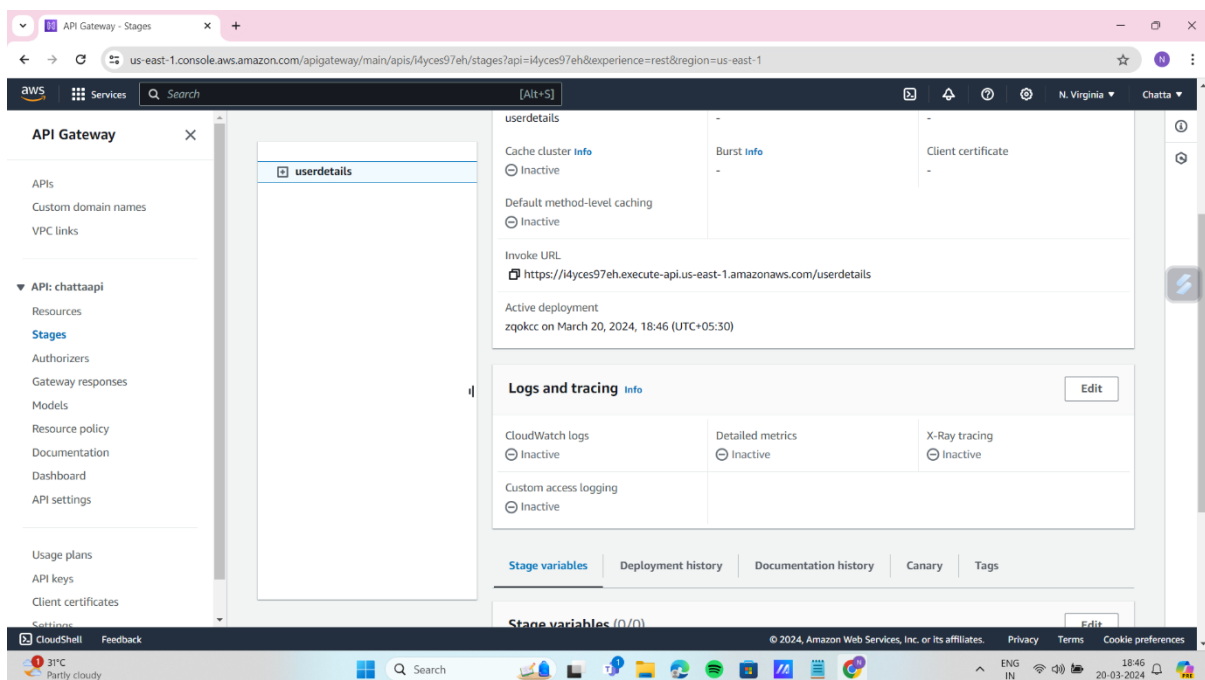 API Gateway - Stages
us-east-1.console.aws.amazon.com/apigateway/main/apis/i4yces97eh/stages?api=i4yces97eh&experience=rest&region=us-east-1
N
aws
Services
Search
[Alt+S]
N. Virginia
Chatta
API Gateway
APIs
Custom domain names
VPC links
API: chattaapi
Resources
Stages
Authorizers
Gateway responses
Models
Resource policy
Documentation
Dashboard
API settings
Usage plans
API keys
Client certificates
Settings
userdetails
userdetails
-
-
Cache cluster Info
Inactive
Burst Info
-
Client certificate
-
Default method-level caching
Inactive
Invoke URL
https://i4yces97eh.execute-api.us-east-1.amazonaws.com/userdetails
Active deployment
zqokcc on March 20, 2024, 18:46 (UTC+05:30)
Logs and tracing Info
Edit
CloudWatch logs
Inactive
Detailed metrics
Inactive
X-Ray tracing
Inactive
Custom access logging
Inactive
Stage variables
Deployment history
Documentation history
Canary
Tags
Stage variables (0/0)
Edit
CloudShell
Feedback
© 2024, Amazon Web Services, Inc. or its affiliates.
Privacy
Terms
Cookie preferences
1
31°C
Partly cloudy
Search
1
N
ENG
IN
18:46
20-03-2024
PRE